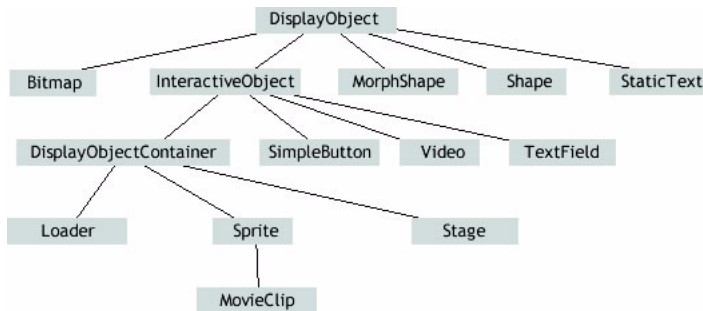 DisplayObject
Bitmap InteractiveObject MorphShape Shape StaticText
DisplayObjectContainer SimpleButton Video TextField
Loader Sprite Stage
MovieClip